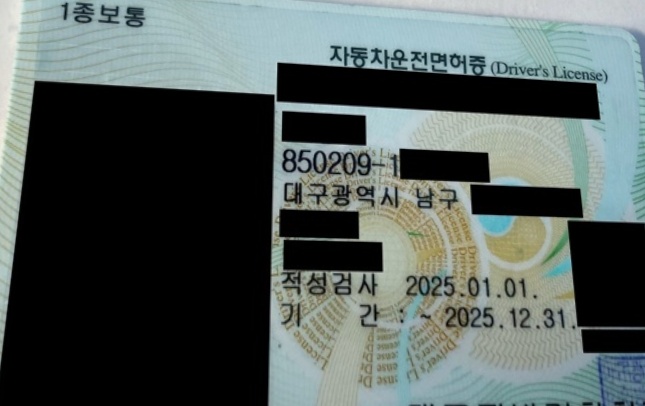 1종보통
자동차운전면허증 (Driver's License)
850209-1
대구광역시 남구
적성검사 2025.01.01.
기 간 : ~ 2025.12.31.